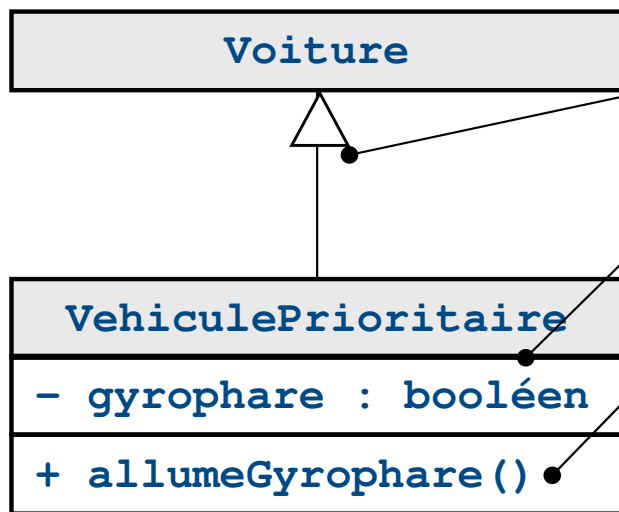 Voiture
VehiculePrioritaire
- gyrophare : booléen
+ allumeGyrophare()